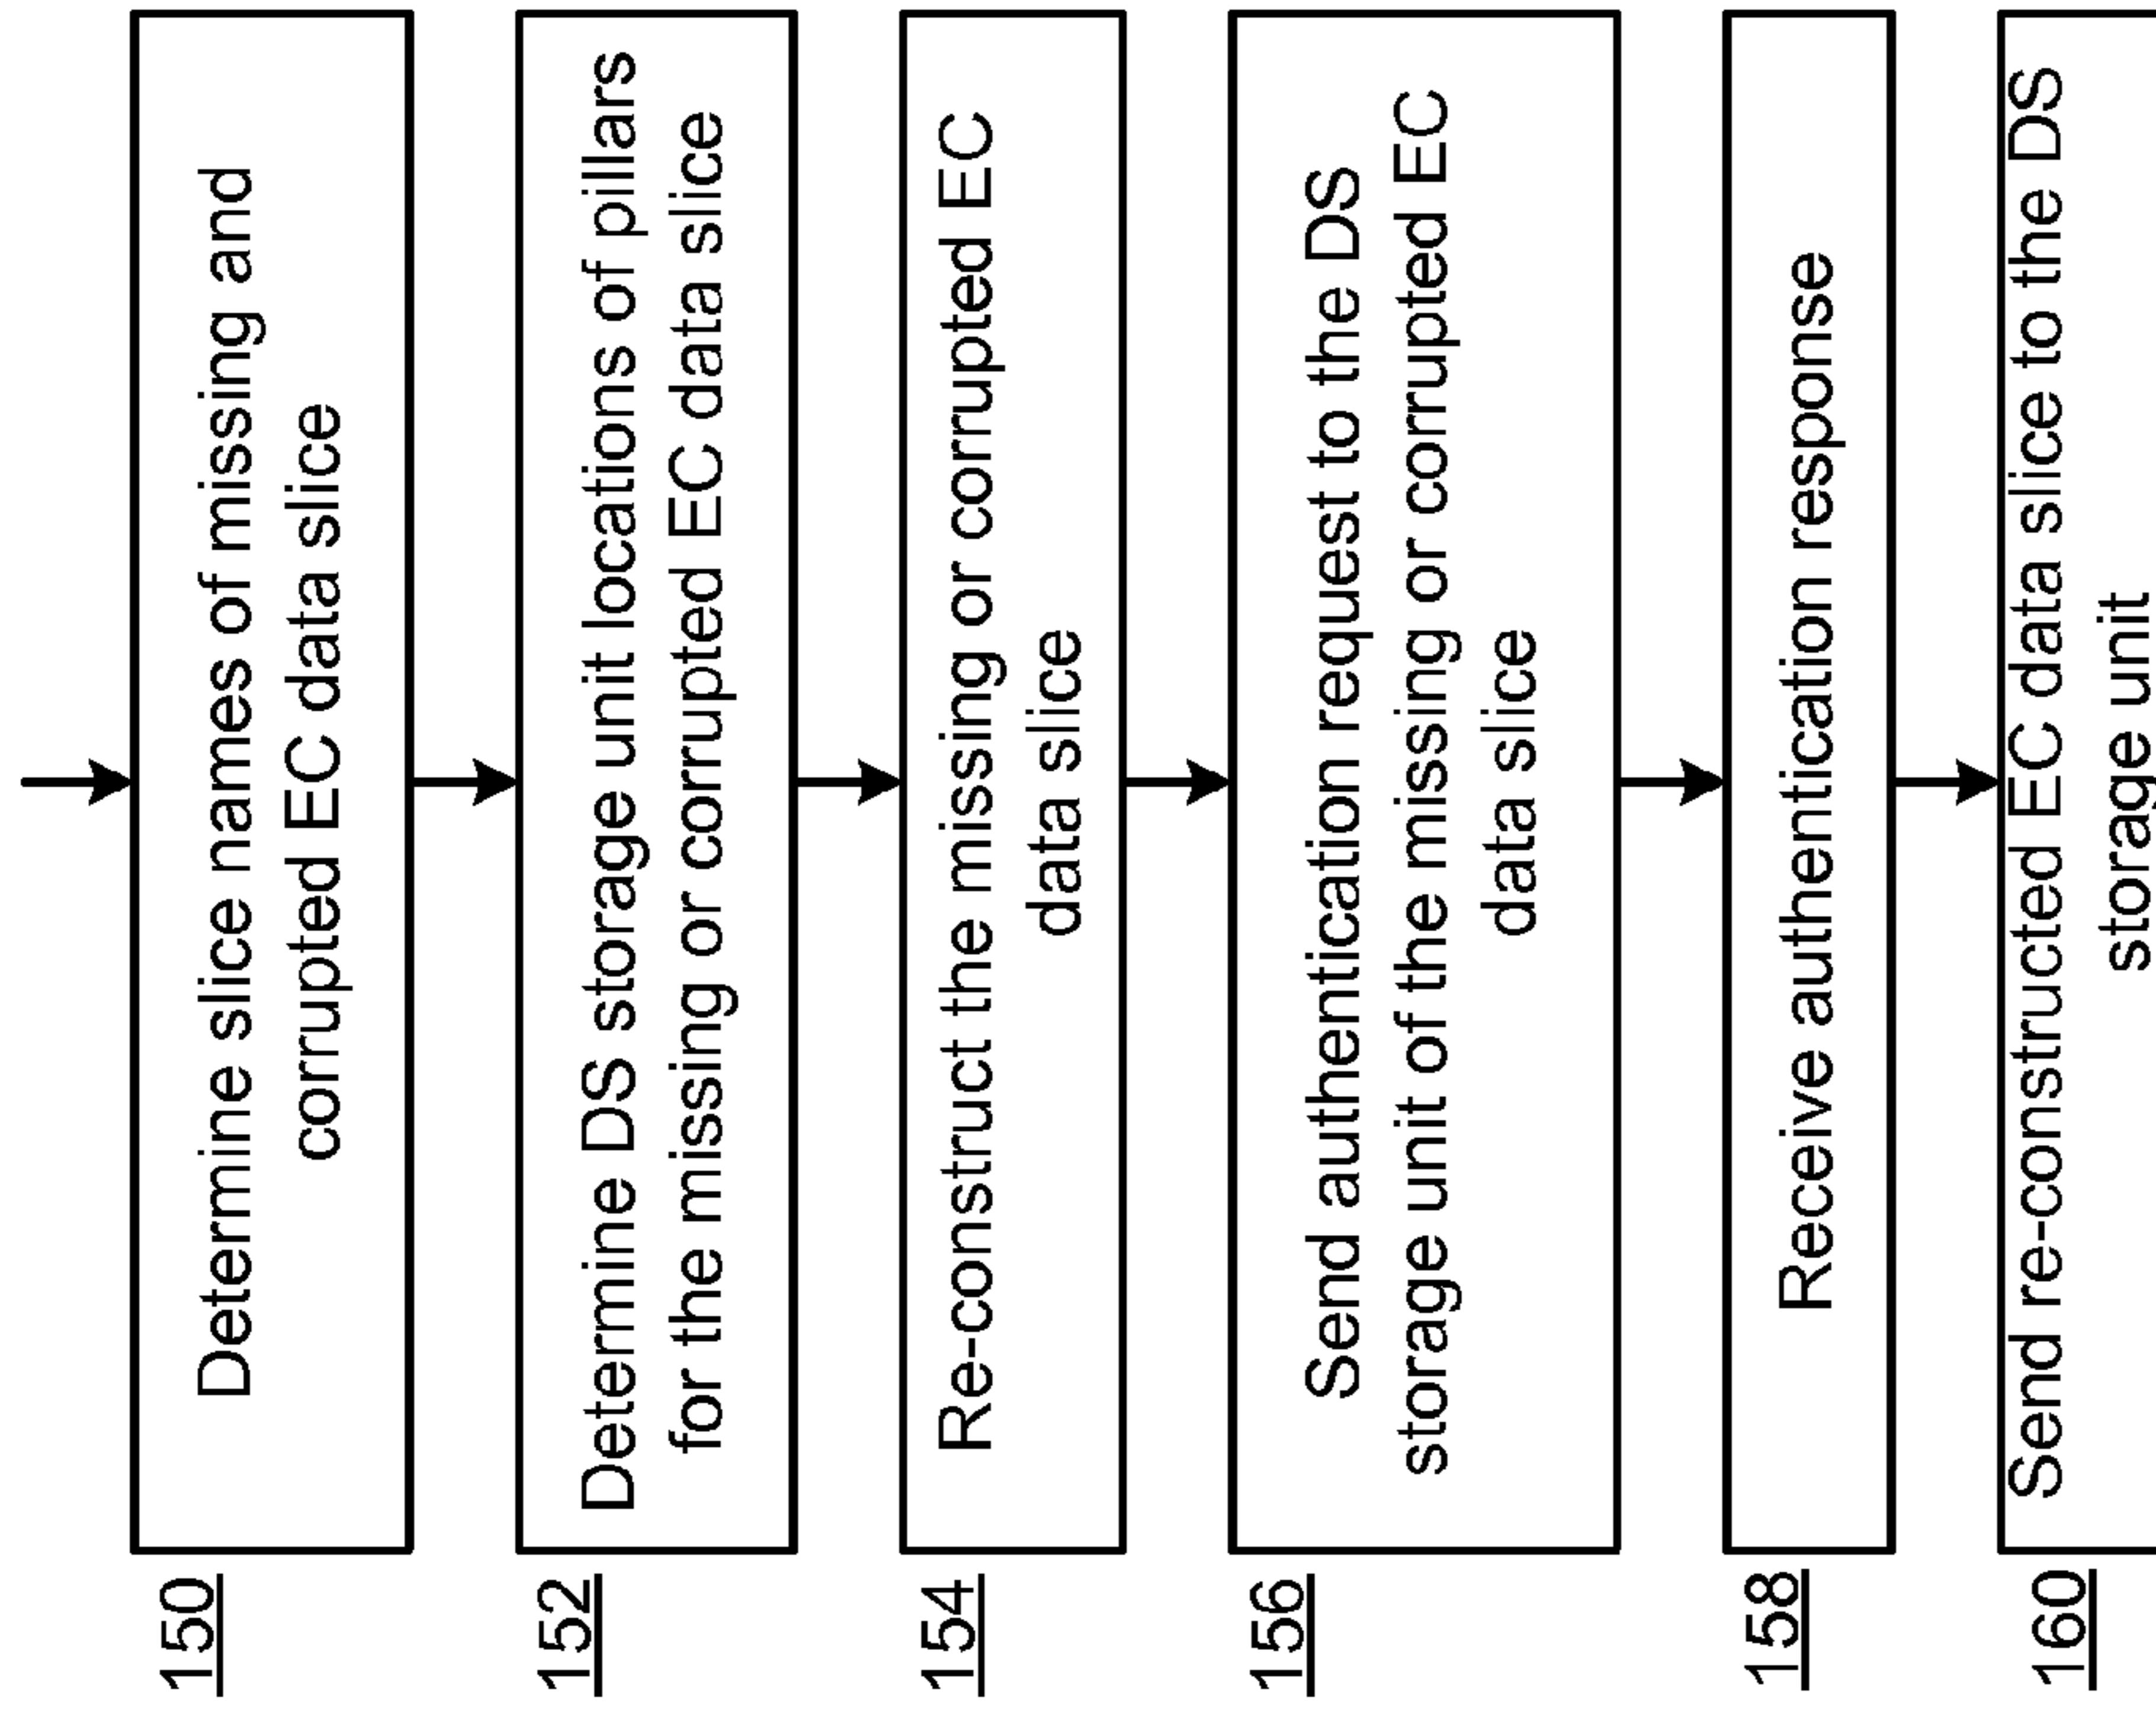 150
Determine slice names of missing and
corrupted EC data slice
152
Determine DS storage unit locations of pillars
for the missing or corrupted EC data slice
154
Re-construct the missing or corrupted EC
data slice
156
Send authentication request to the DS
storage unit of the missing or corrupted EC
data slice
158
Receive authentication response
160
Send re-constructed EC data slice to the DS
storage unit